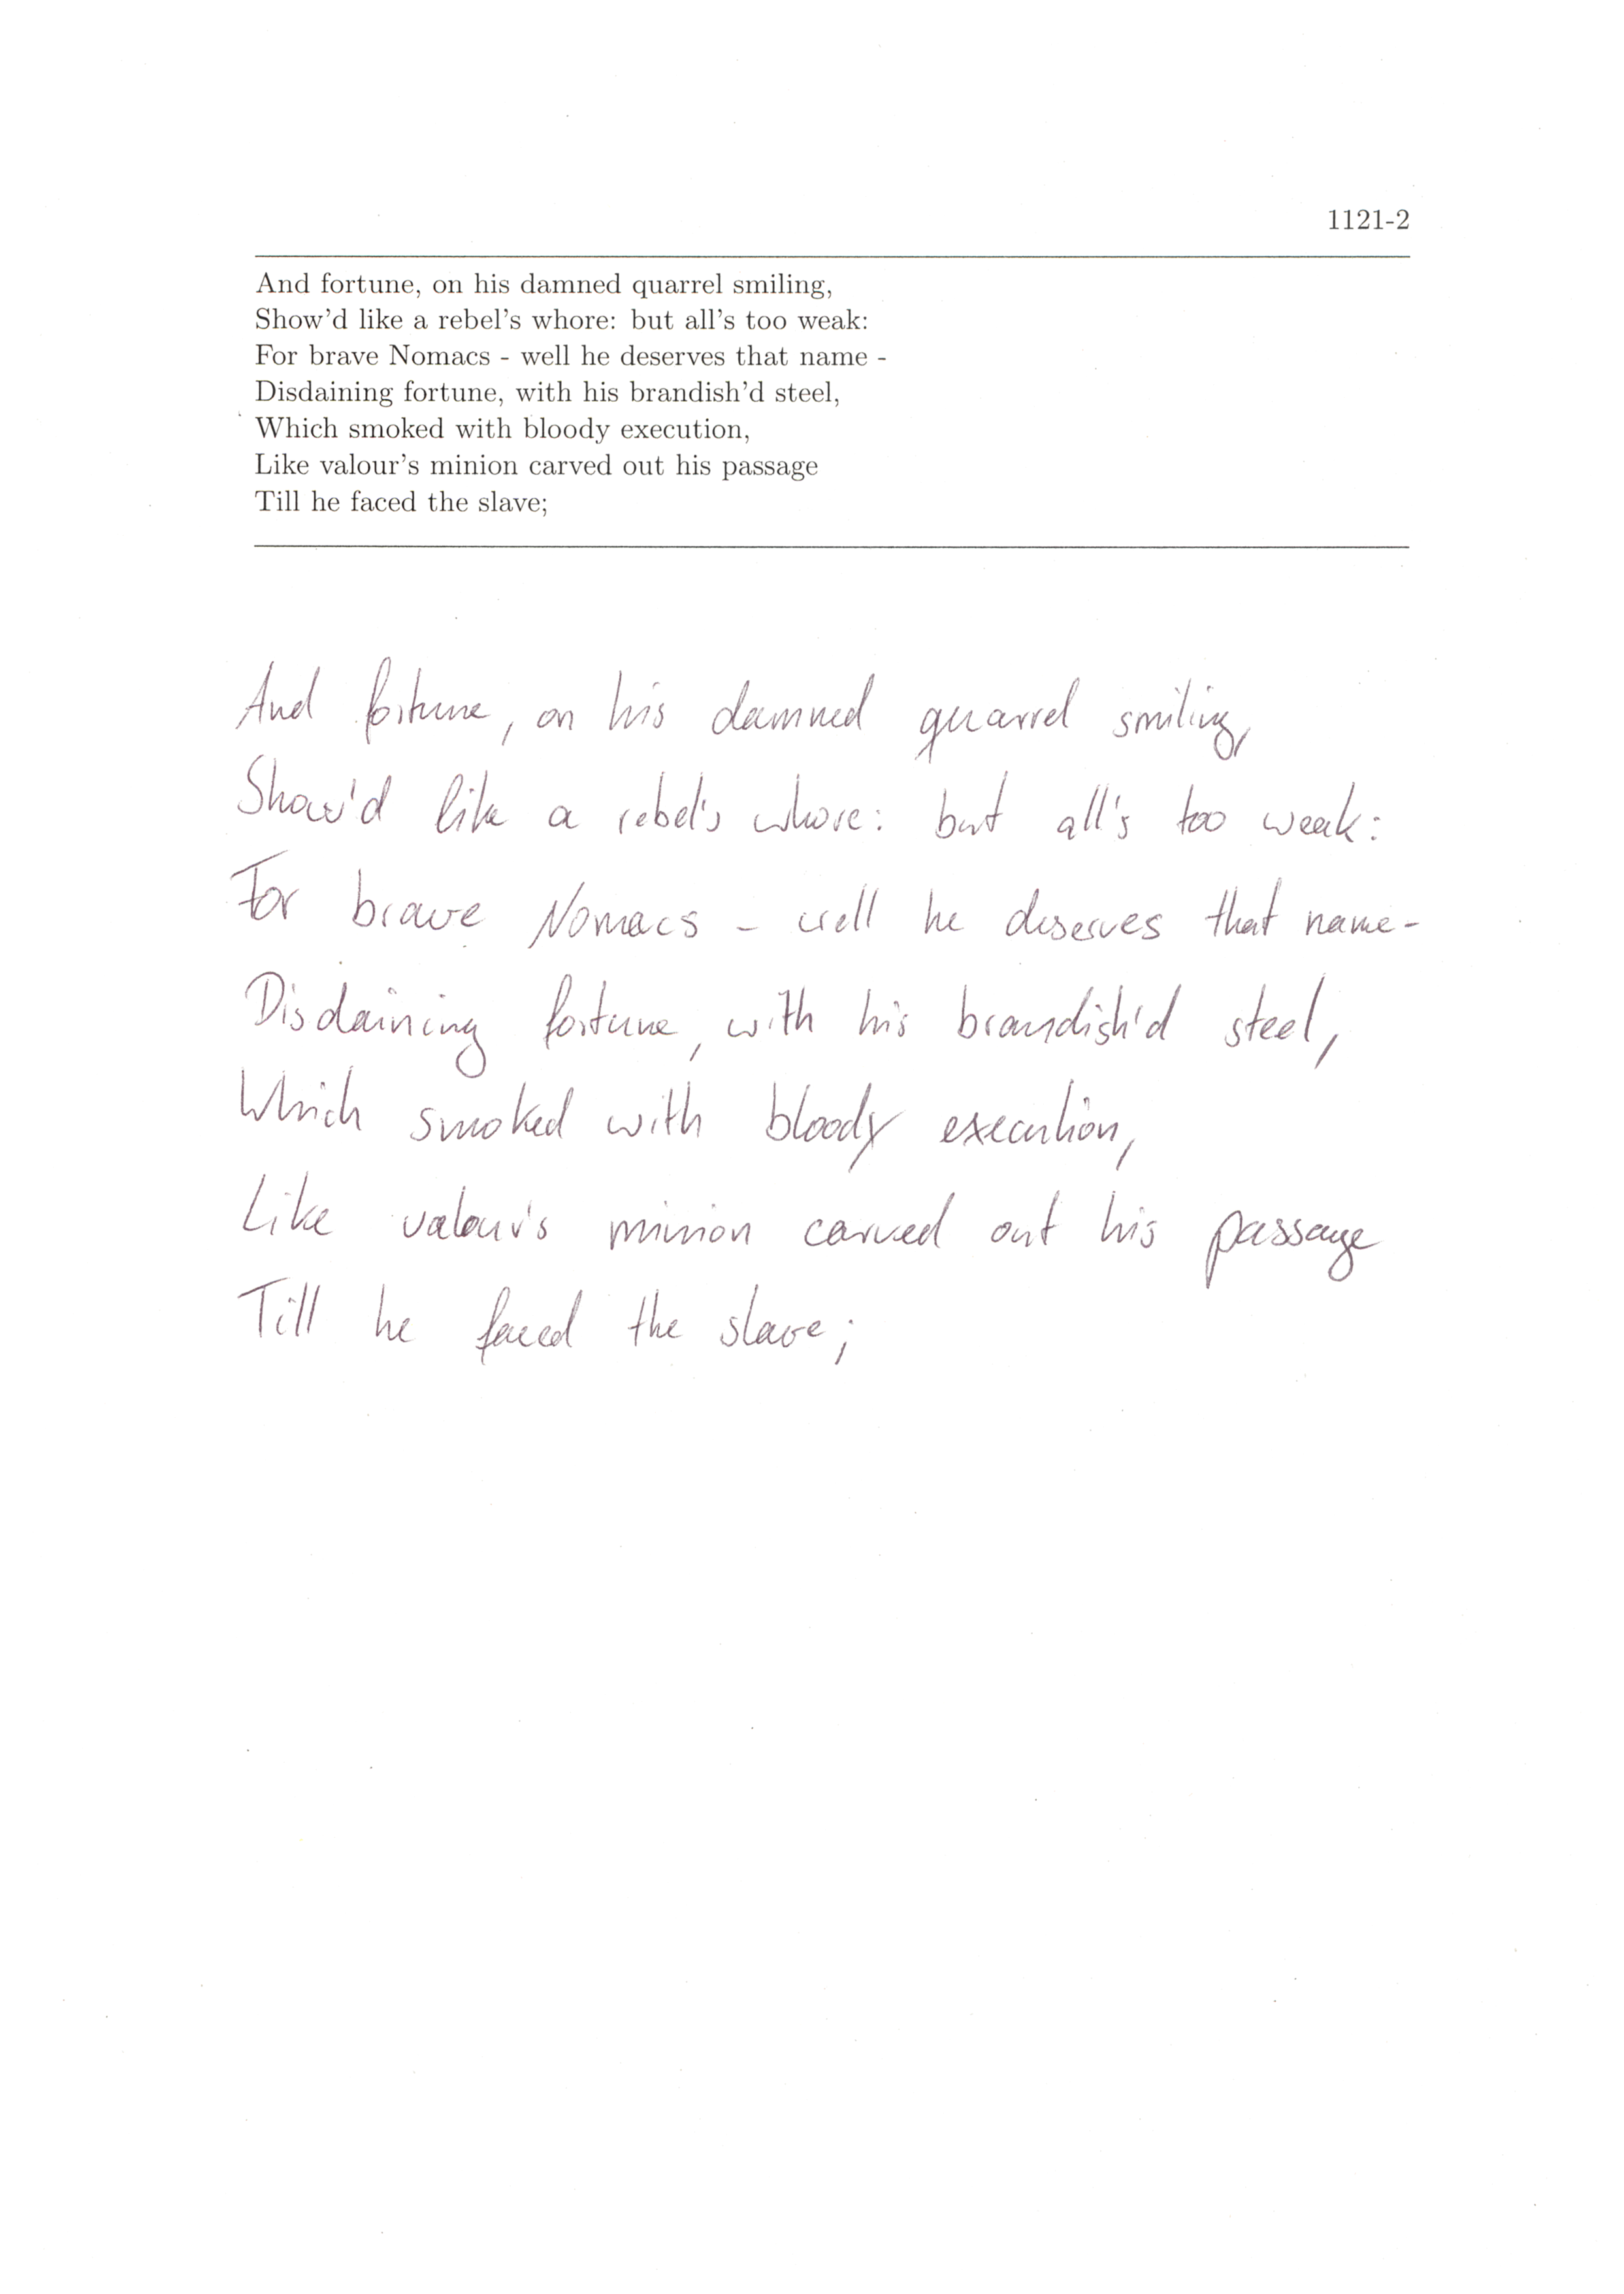 1121-2
And fortune, on his damned quarrel smiling,
Show'd like a rebel's whore: but all's too weak:
For brave Nomacs - well he deserves that name -
Disdaining fortune, with his brandish'd steel,
Which smoked with bloody execution,
Like valour's minion carved out his passage
Till he faced the slave;
And fortune, on his damned quarrel smiling,
Show'd like a rebel's whore: but all's too weak:
For brave Nomacs - well he deserves that name -
Disdaining fortune, with his brandish'd steel,
Which smoked with bloody execution,
Like valour's minion carved out his passage
Till he faced the slave;